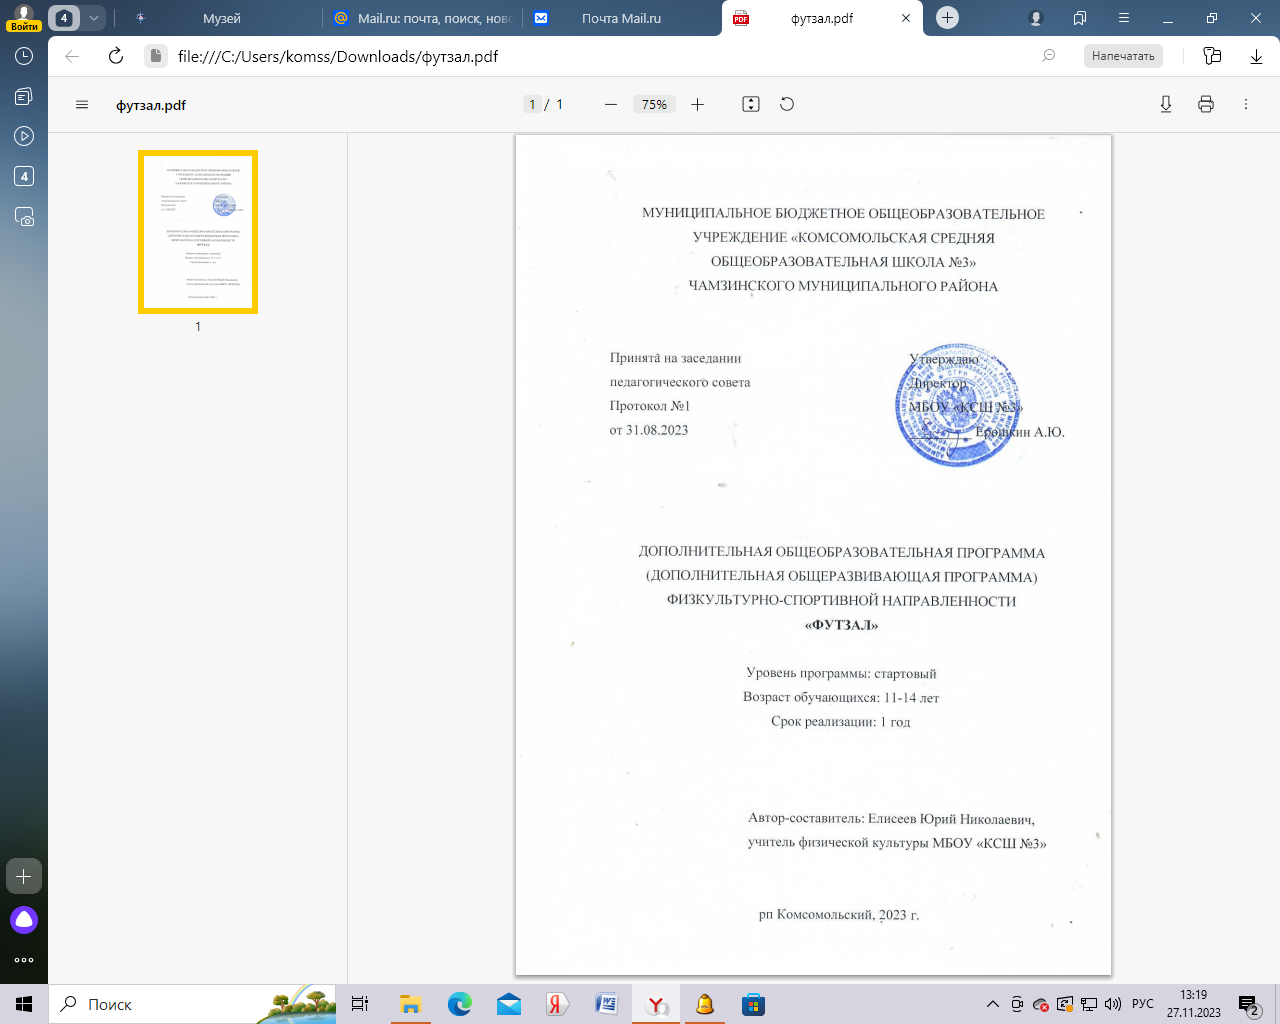 Войти
4
Музей
Mail.ru: почта, поиск, нов
Почта Mail.ru
футзал.pdf
file:///C:/Users/komss/Downloads/футзал.pdf
Напечатать
футзал.pdf
1 / 1
75%
4
1
МУНИЦИПАЛЬНОЕ БЮДЖЕТНОЕ ОБЩЕОБРАЗОВАТЕЛЬНОЕ
УЧРЕЖДЕНИЕ «КОМСОМОЛЬСКАЯ СРЕДНЯЯ
ОБЩЕОБРАЗОВАТЕЛЬНАЯ ШКОЛА №3»
ЧАМЗИНСКОГО МУНИЦИПАЛЬНОГО РАЙОНА
Принята на заседании
педагогического совета
Протокол №1
от 31.08.2023
Утверждаю
Директор
МБОУ «КСШ №3»
Ерошкин А.Ю.
ДОПОЛНИТЕЛЬНАЯ ОБЩЕОБРАЗОВАТЕЛЬНАЯ ПРОГРАММА
(ДОПОЛНИТЕЛЬНАЯ ОБЩЕРАЗВИВАЮЩАЯ ПРОГРАММА)
ФИЗКУЛЬТУРНО-СПОРТИВНОЙ НАПРАВЛЕННОСТИ
«ФУТЗАЛ»
Уровень программы: стартовый
Возраст обучающихся: 11-14 лет
Срок реализации: 1 год
Автор-составитель: Елисеев Юрий Николаевич,
учитель физической культуры МБОУ «КСШ №3»
рп Комсомольский, 2023 г.
Поиск
РУС
13:19
27.11.2023
2